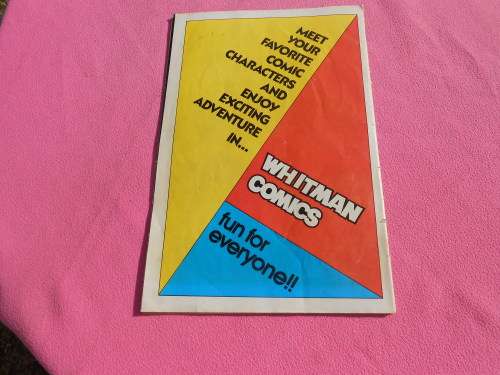 MEET
YOUR
FAVORITE
COMIC
CHARACTERS
AND
ENJOY
EXCITING
ADVENTURE
IN...
WHITMAN
COMICS
fun for
everyone!!